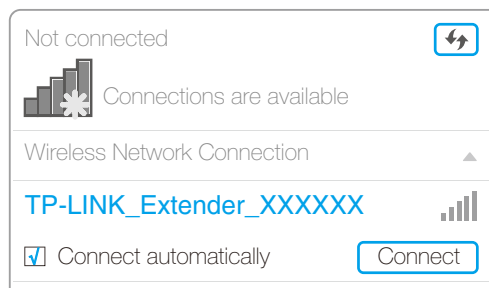 Not connected
Connections are available
Wireless Network Connection
TP-LINK_Extender_XXXXXX
Connect automatically
Connect